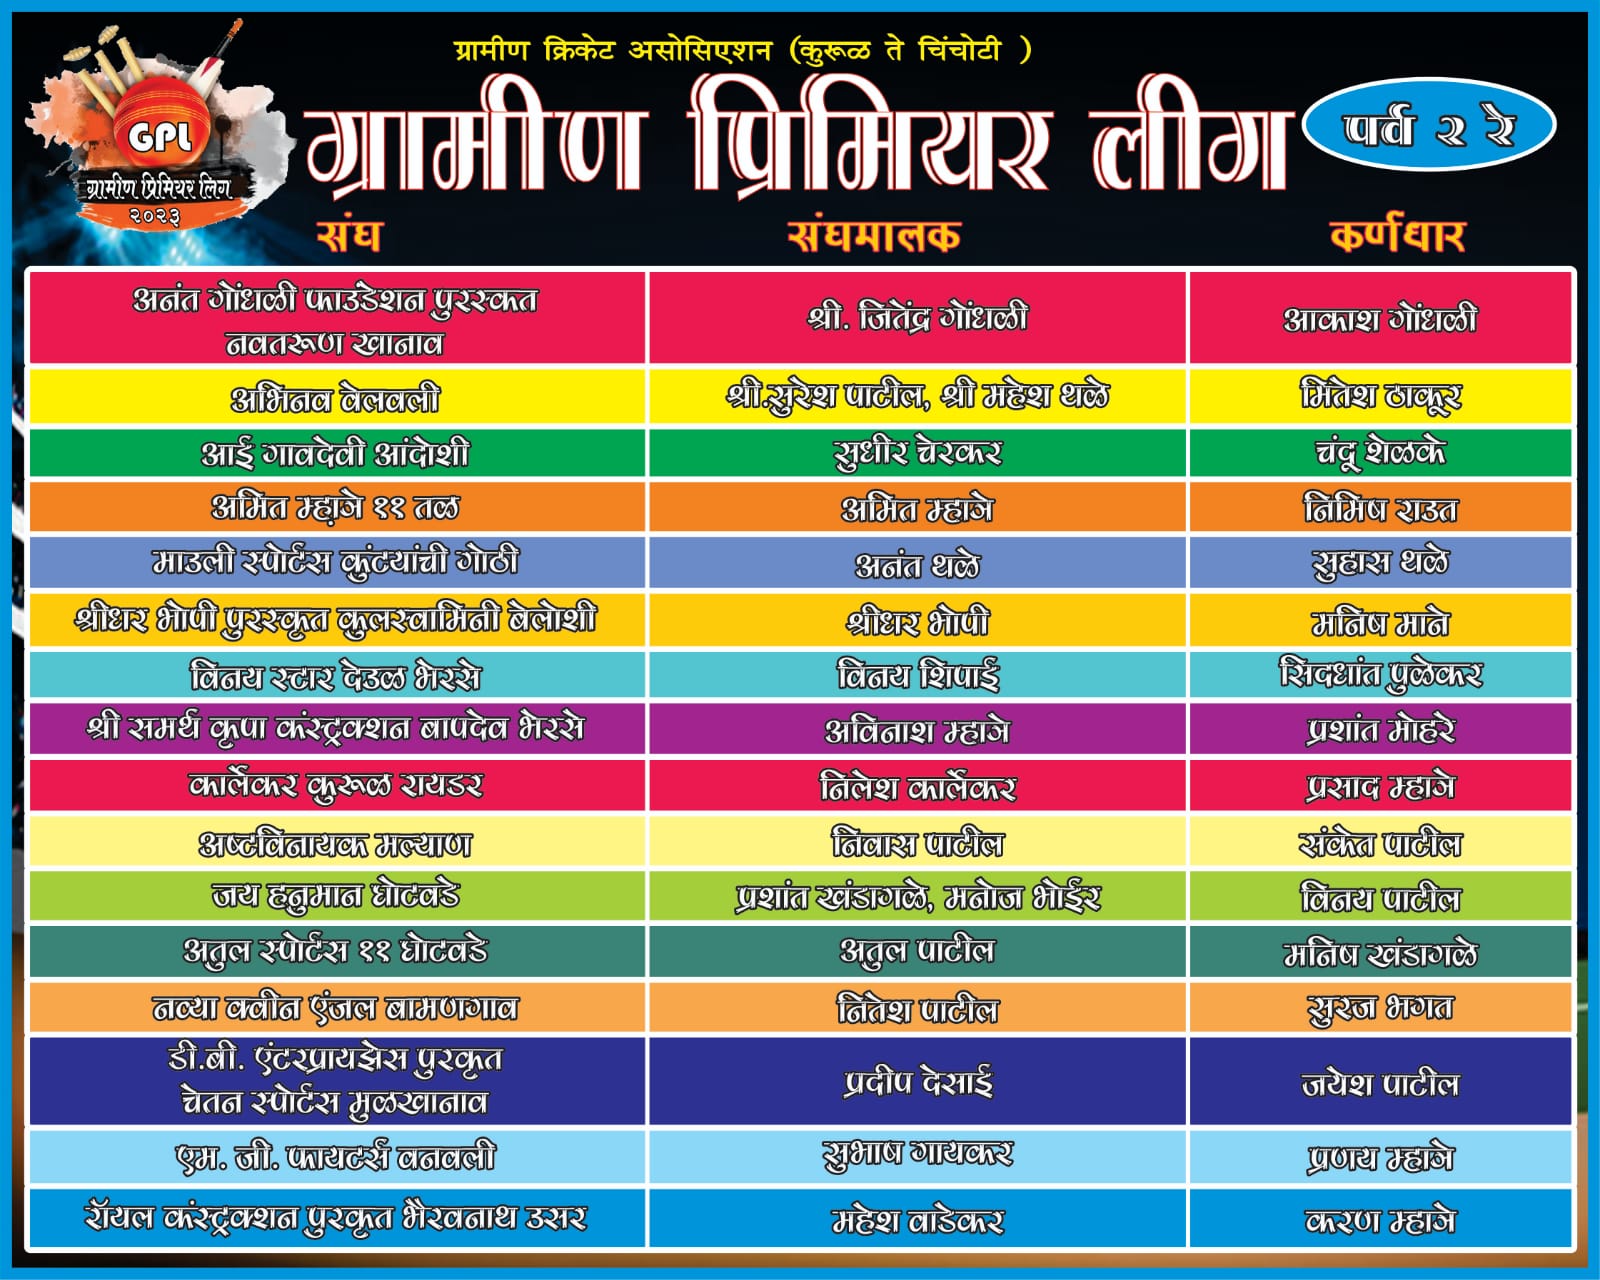 ग्रामीण क्रिकेट असोसिएशन (कुरूळ ते चिंचोटी )
GPL
ग्रामीण प्रिमियर लिग
२०२३
ग्रामीण प्रिमियर लीग
पर्व २ रे
संघ संघमालक कर्णधार
अनंत गोंधळी फाउंडेशन पुरस्कत
नवतरूण खानाव
श्री. जितेंद्र गोंधळी
आकाश गोंधळी
अभिनव वेलवली श्री.सुरेश पाटील, श्री महेश थळे मितेश ठाकूर
आई गावदेवी आंदोशी सुधीर चेरकर चंदू शेळके
अमित म्हा़जे ११ तळ अमित म्हाजे निमिष राउत
माउली स्पोर्टस कुंटयांची गोठी अनंत थळे सुहास थळे
श्रीधर भोपी पुरस्कृत कुलस्वामिनी बेलोशी श्रीधर भोपी मनिष माने
विनय स्टार देउळ भेरसे विनय शिपाई सिदधांत पुळेकर
श्री समर्थ कृपा कंस्ट्रक्शन बापदेव भेरसे अविनाश म्हाजे प्रशांत मोहरे
कार्लेकर कुरूळ रायडर निलेश कार्लेकर प्रसाद म्हाजे
अष्टविनायक मल्याण निवास पाटील संकेत पाटील
जय हनुमान घोटवडे प्रशांत खंडागळे, मनोज भोईर विनय पाटील
अतुल स्पोर्टस ११ घोटवडे अतुल पाटील मनिष खंडागळे
नव्या क्वीन एंजल बामणगाव नितेश पाटील सुरज भगत
डी.बी. एंटरप्रायझेस पुरकृत
चेतन स्पोर्टस मुळखानाव
प्रदीप देसाई
जयेश पाटील
एम. जी. फायटर्स वनवली सुभाष गायकर प्रणय म्हाजे
रॉयल कंस्ट्रक्शन पुरकृत भैरवनाथ उसर महेश वाडेकर करण म्हाजे